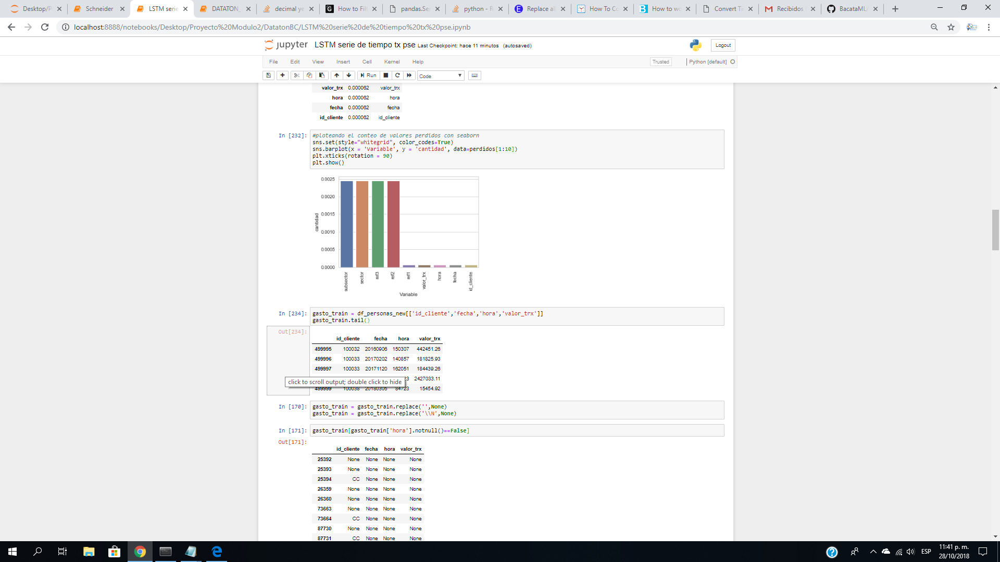 Desktop/P
Schneider
LSTM serie
DATATON_
decimal ye
How to Filt
pandas.Ser
python - R
Replace all
How To Co
How to wo
Convert Ti
Recibidos
BacataML/
localhost:8888/notebooks/Desktop/Proyecto%20Modulo2/DatatonBC/LSTM%20serie%20de%20tiempo%20tx%20pse.ipynb
jupyter LSTM serie de tiempo tx pse Last Checkpoint: hace 11 minutos (autosaved)
Logout
File Edit View Insert Cell Kernel Help
Trusted
Python [default]
Run
Code
valor_trx 0.000062 valor_trx
hora 0.000062 hora
fecha 0.000062 fecha
id_cliente 0.000062 id_cliente
In [232]:
#ploteando el conteo de valores perdidos con seaborn
sns.set(style="whitegrid", color_codes=True)
sns.barplot(x = 'Variable', y = 'cantidad', data=perdidos[1:10])
plt.xticks(rotation = 90)
plt.show()
0.0025
0.0020
0.0015
0.0010
0.0005
0.0000
cantidad
subsector
sector
ref3
ref2
ref1
valor_trx
hora
fecha
id_cliente
Variable
In [234]:
gasto_train = df_personas_new[['id_cliente','fecha','hora','valor_trx']]
gasto_train.tail()
Out[234]:
id_cliente fecha hora valor_trx
499995 100032 20160906 150307 442451.26
499996 100033 20170202 140857 181825.93
499997 100033 20171120 162051 184439.26
23 2427033.11
click to scroll output; double click to hide
499999 100038 20180305 84723 15454.92
In [170]:
gasto_train = gasto_train.replace('',None)
gasto_train = gasto_train.replace('\\N',None)
In [171]:
gasto_train[gasto_train['hora'].notnull()==False]
Out[171]:
id_cliente fecha hora valor_trx
25392 None None None None
25393 None None None None
25394 CC None None None
26359 None None None None
26360 None None None None
73663 None None None None
73664 CC None None None
87730 None None None None
87731 CC None None None
ESP
11:41 p. m.
28/10/2018